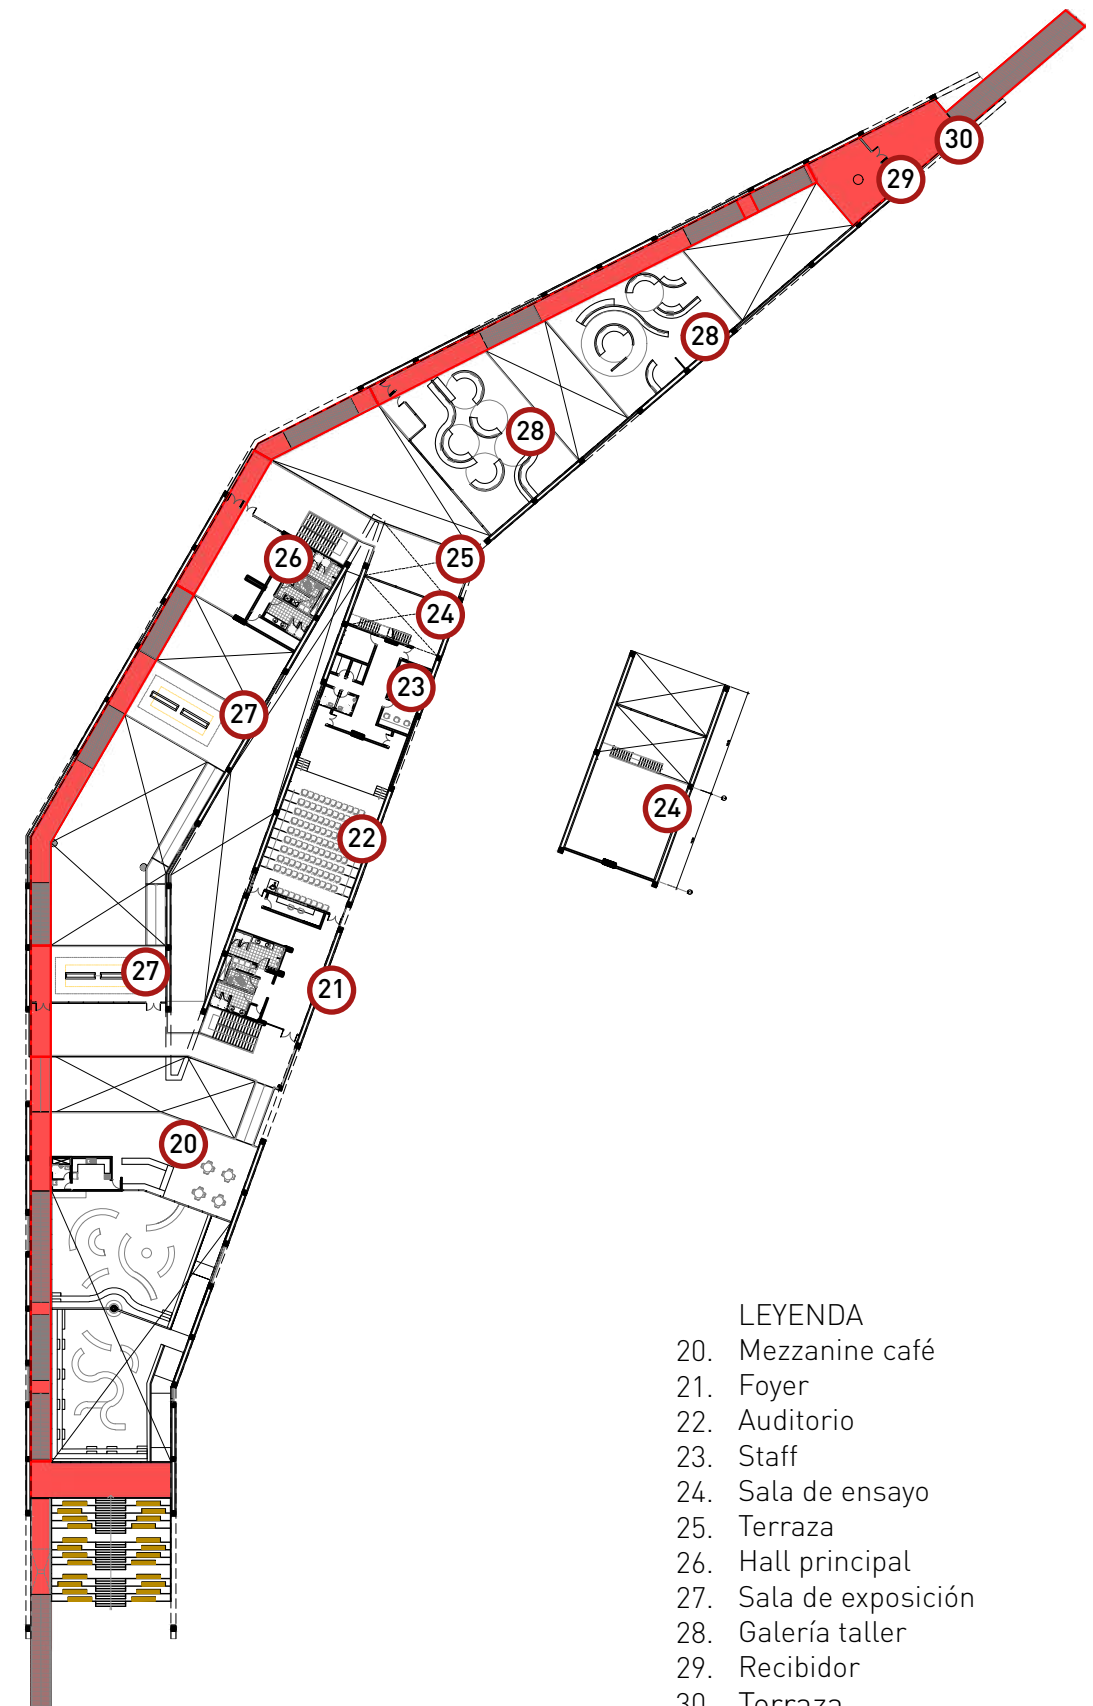 30
29
28
28
26
25
24
23
27
24
22
27
21
20
LEYENDA
20. Mezzanine café
21. Foyer
22. Auditorio
23. Staff
24. Sala de ensayo
25. Terraza
26. Hall principal
27. Sala de exposición
28. Galería taller
29. Recibidor
30. Terraza